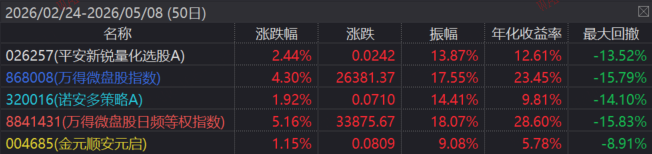 2026/02/24-2026/05/08 (50日)
名称 涨跌幅 涨跌 振幅 年化收益率 最大回撤
026257(平安新锐量化选股A) 2.44% 0.0242 13.87% 12.61% -13.52%
868008(万得微盘股指数) 4.30% 26381.37 17.55% 23.45% -15.79%
320016(诺安多策略A) 1.92% 0.0710 14.41% 9.81% -14.10%
8841431(万得微盘股日频等权指数) 5.16% 33875.67 18.07% 28.60% -15.83%
004685(金元顺安元启) 1.15% 0.0809 9.08% 5.78% -8.91%